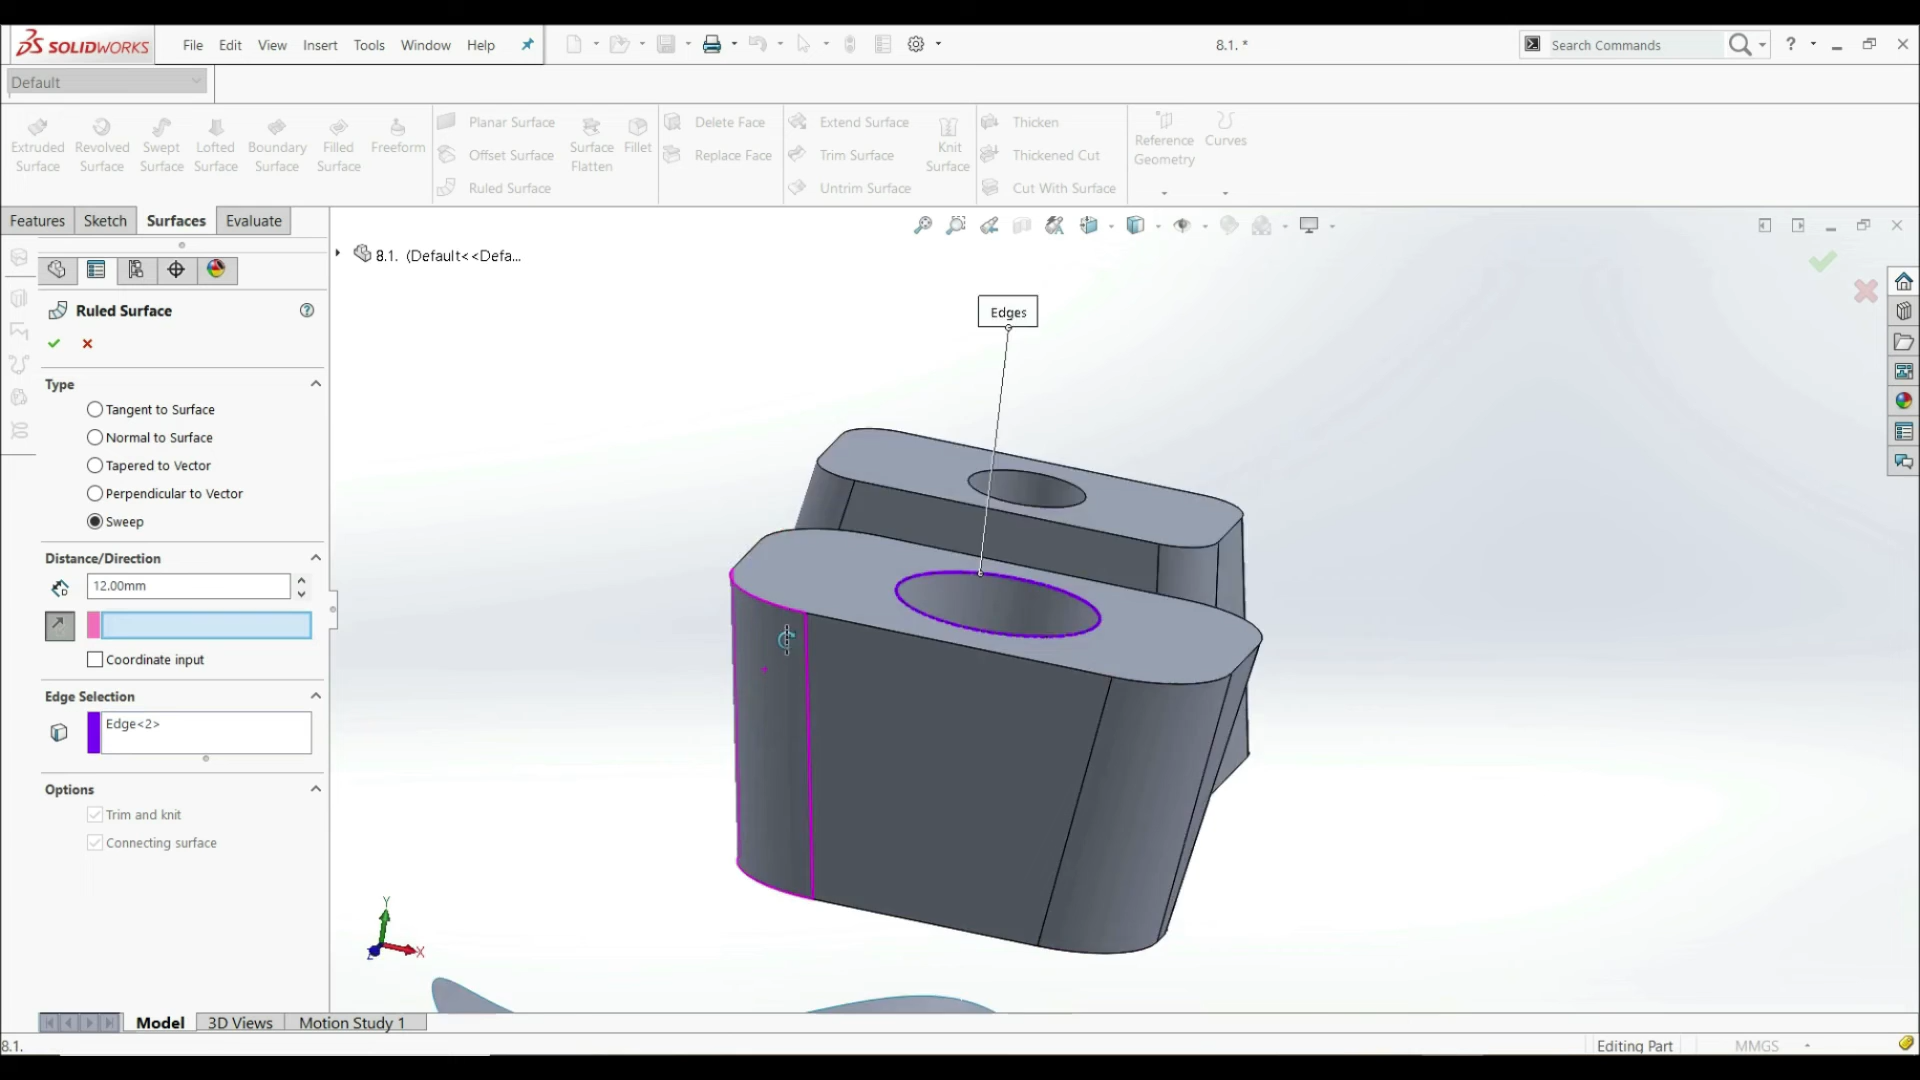 SOLIDWORKS
File Edit View Insert Tools Window Help
8.1. *
Search Commands
?
Default
Extruded Surface
Revolved Surface
Swept Surface
Lofted Surface
Boundary Surface
Filled Surface
Freeform
Planar Surface
Offset Surface
Ruled Surface
Surface Flatten
Fillet
Delete Face
Replace Face
Extend Surface
Trim Surface
Untrim Surface
Knit Surface
Thicken
Thickened Cut
Cut With Surface
Reference Geometry
Curves
Features Sketch Surfaces Evaluate
8.1. (Default<<Defa...
Ruled Surface
?
Type
Tangent to Surface
Normal to Surface
Tapered to Vector
Perpendicular to Vector
Sweep
Distance/Direction
12.00mm
Coordinate input
Edge Selection
Edge<2>
Options
Trim and knit
Connecting surface
Edges
Y
X
Z
Model 3D Views Motion Study 1
8.1.
Editing Part
MMGS